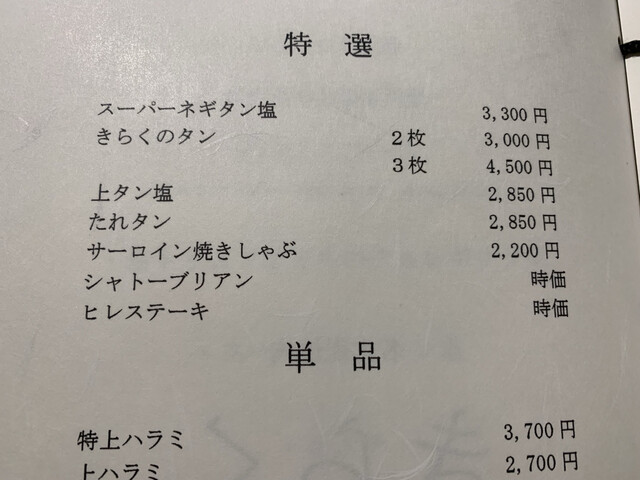 特 選
スーパーネギタン塩 3,300円
きらくのタン 2枚 3,000円
3枚 4,500円
上タン塩 2,850円
たれタン 2,850円
サーロイン焼きしゃぶ 2,200円
シャトーブリアン 時価
ヒレステーキ 時価
単 品
特上ハラミ 3,700円
上ハラミ 2,700円